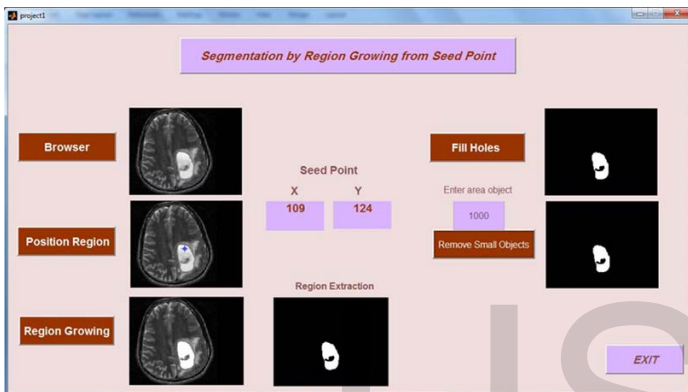 project1
Segmentation by Region Growing from Seed Point
Browser
Fill Holes
Seed Point
X Y
Enter area object
109 124
1000
Position Region
Remove Small Objects
Region Extraction
Region Growing
EXIT